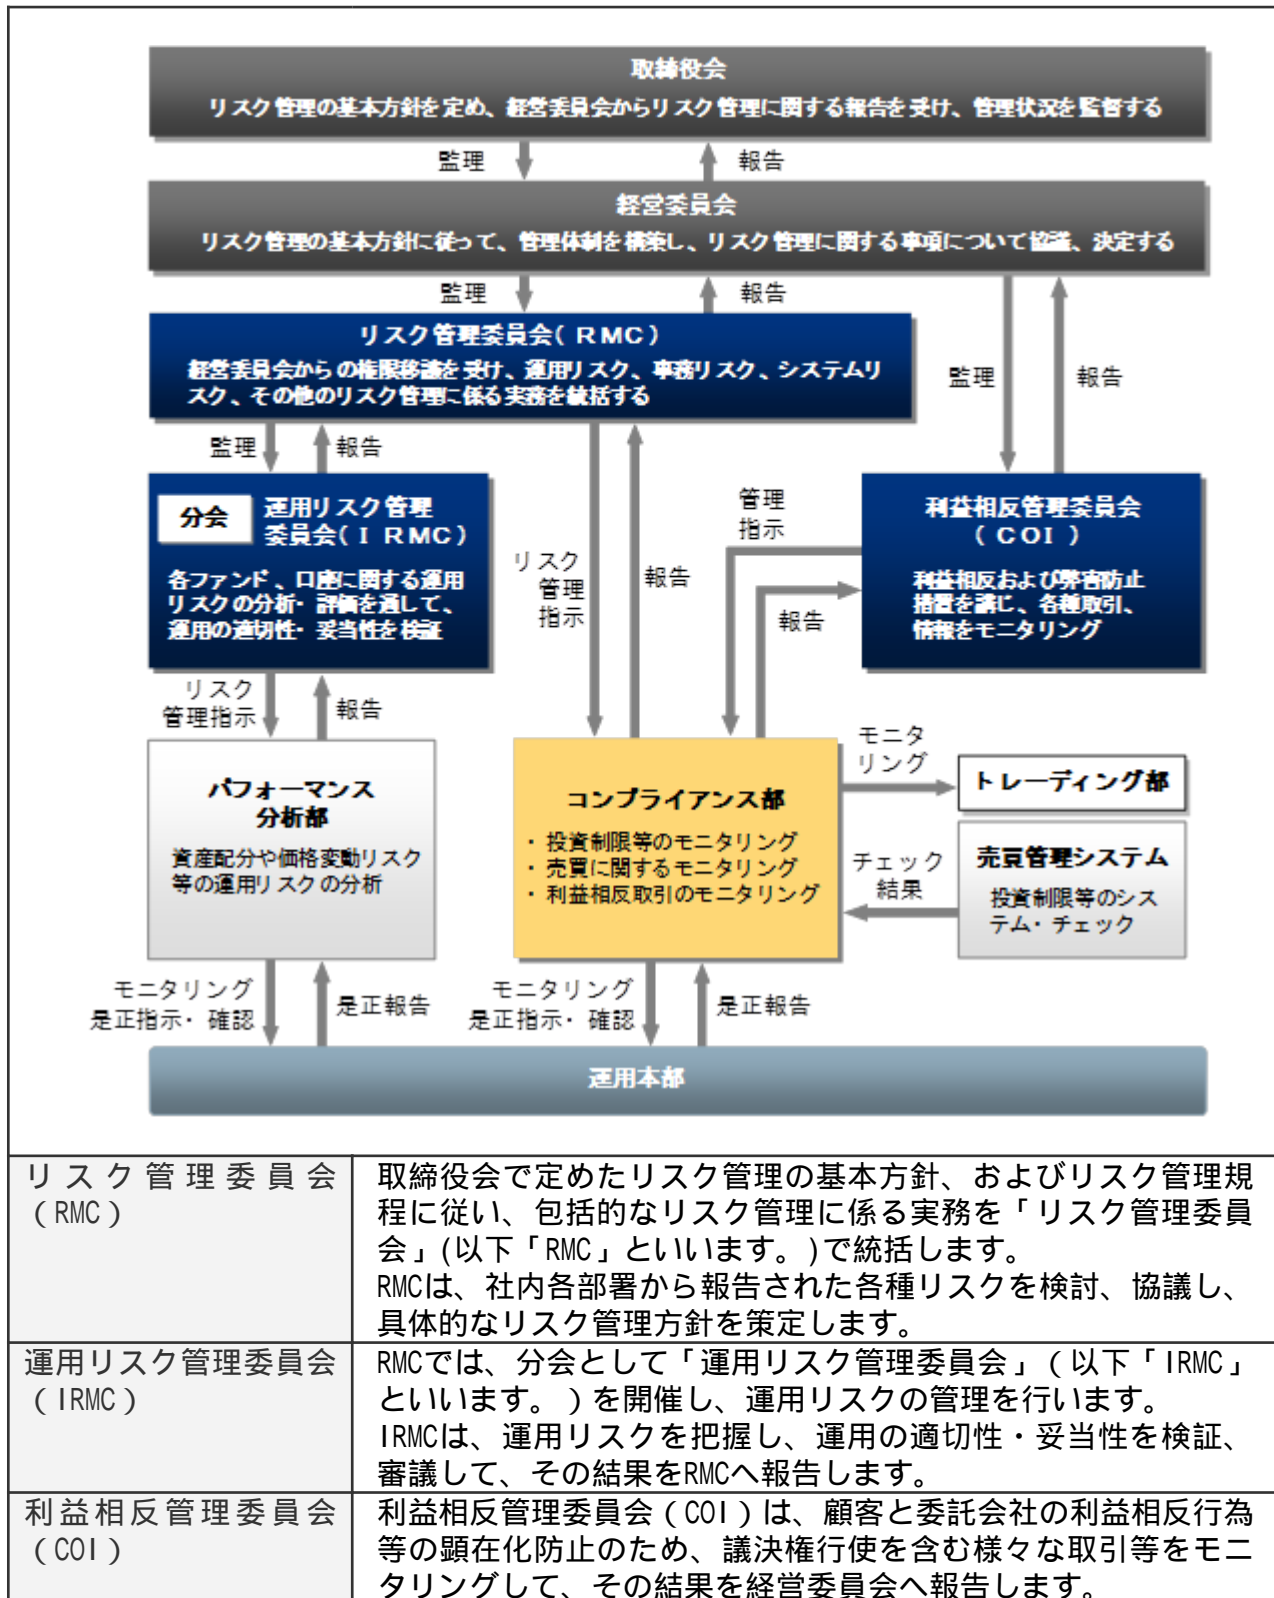 取締役会
リスク管理の基本方針を定め、経営委員会からリスク管理に関する報告を受け、管理状況を監督する
監理
報告
経営委員会
リスク管理の基本方針に従って、管理体制を構築し、リスク管理に関する事項について協議、決定する
監理
報告
リスク管理委員会(RMC)
経営委員会からの権限移譲を受け、運用リスク、事務リスク、システムリ
スク、その他のリスク管理に係る実務を統括する
監理
報告
監理
報告
分会
運用リスク管理
委員会(IRMC)
各ファンド、口座に関する運用
リスクの分析・評価を通して、
運用の適切性・妥当性を検証
リスク
管理
指示
報告
管理
指示
報告
利益相反管理委員会
(COI)
利益相反および弊害防止
措置を講じ、各種取引、
情報をモニタリング
リスク
管理指示
報告
パフォーマンス
分析部
資産配分や価格変動リスク
等の運用リスクの分析
コンプライアンス部
・投資制限等のモニタリング
・売買に関するモニタリング
・利益相反取引のモニタリング
モニタ
リング
トレーディング部
チェック
結果
売買管理システム
投資制限等のシス
テム・チェック
モニタリング
是正指示・確認
是正報告
モニタリング
是正指示・確認
是正報告
運用本部
リスク管理委員会
(RMC)
取締役会で定めたリスク管理の基本方針、およびリスク管理規
程に従い、包括的なリスク管理に係る実務を「リスク管理委員
会」(以下「RMC」といいます。)で統括します。
RMCは、社内各部署から報告された各種リスクを検討、協議し、
具体的なリスク管理方針を策定します。
運用リスク管理委員会
(IRMC)
RMCでは、分会として「運用リスク管理委員会」(以下「IRMC」
といいます。)を開催し、運用リスクの管理を行います。
IRMCは、運用リスクを把握し、運用の適切性・妥当性を検証、
審議して、その結果をRMCへ報告します。
利益相反管理委員会
(COI)
利益相反管理委員会(COI)は、顧客と委託会社の利益相反行為
等の顕在化防止のため、議決権行使を含む様々な取引等をモニ
タリングして、その結果を経営委員会へ報告します。